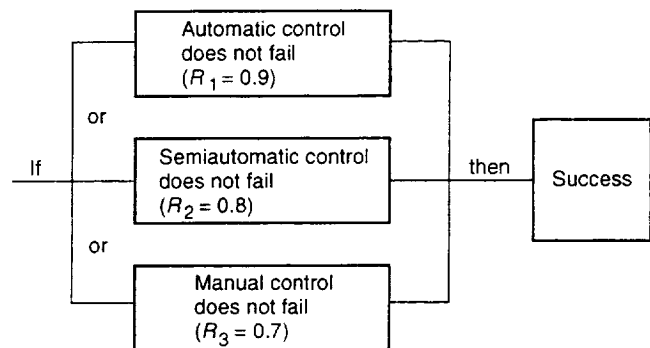 Automatic control
does not fail
(R1 = 0.9)
or
If
Semiautomatic control
does not fail
(R2 = 0.8)
then
Success
or
Manual control
does not fail
(R3 = 0.7)